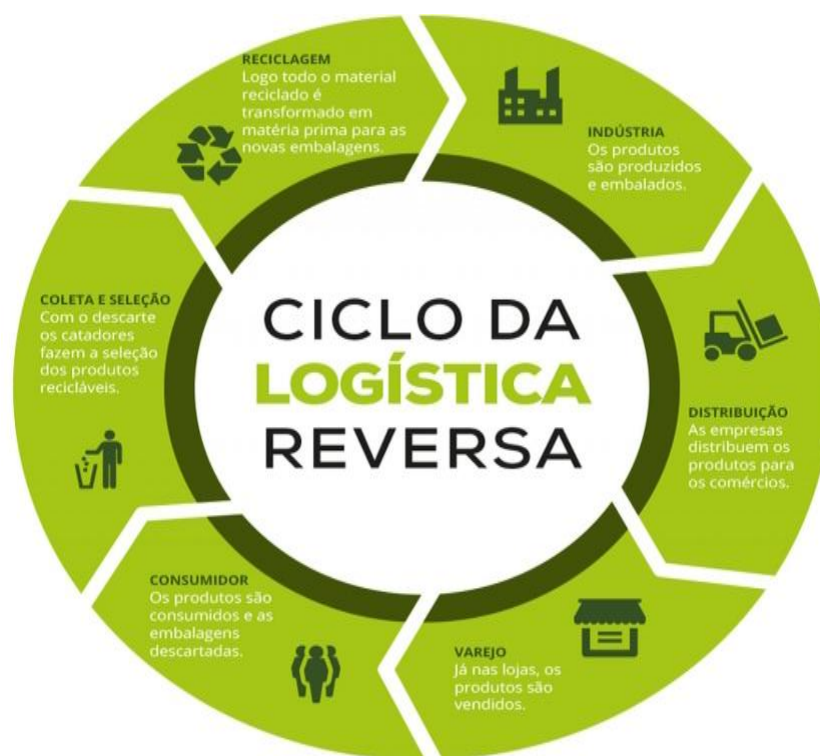 CICLO DA
LOGÍSTICA
REVERSA
INDÚSTRIA
Os produtos
são produzidos
e embalados.
DISTRIBUIÇÃO
As empresas
distribuem os
produtos para
os comércios.
VAREJO
Já nas lojas, os
produtos são
vendidos.
CONSUMIDOR
Os produtos são
consumidos e as
embalagens
descartadas.
COLETA E SELEÇÃO
Com o descarte
os catadores
fazem a seleção
dos produtos
recicláveis.
RECICLAGEM
Logo todo o material
reciclado é
transformado em
matéria prima para as
novas embalagens.